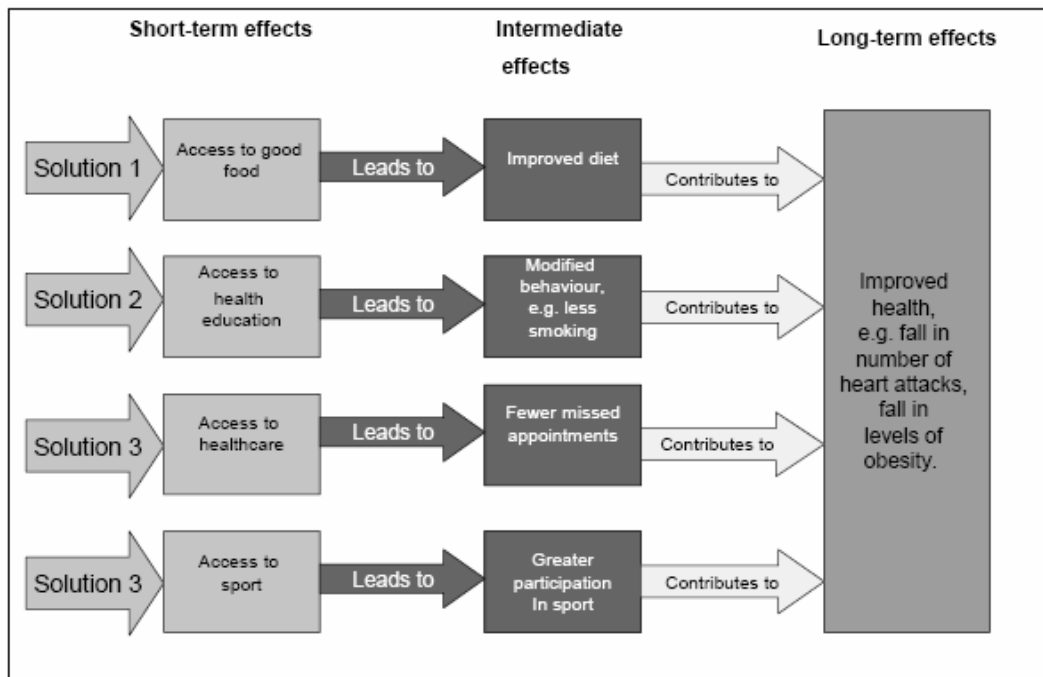 Short-term effects
Intermediate
effects
Long-term effects
Solution 1
Access to good
food
Leads to
Improved diet
Contributes to
Solution 2
Access to
health
education
Leads to
Modified
behaviour,
e.g. less
smoking
Contributes to
Solution 3
Access to
healthcare
Leads to
Fewer missed
appointments
Contributes to
Solution 3
Access to
sport
Leads to
Greater
participation
In sport
Contributes to
Improved
health,
e.g. fall in
number of
heart attacks,
fall in
levels of
obesity.